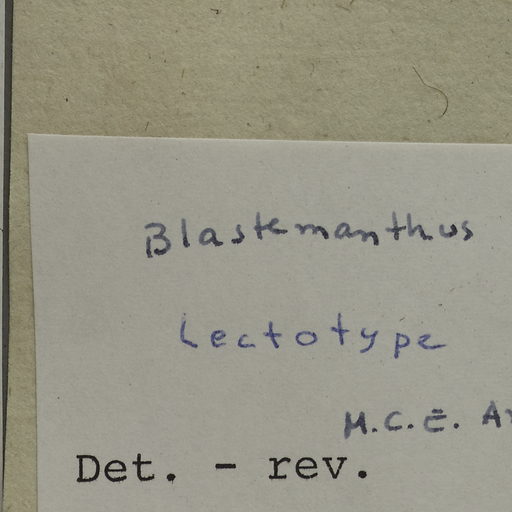 Blastemanthus
Lectotype
M.C.E.
Det. - rev.